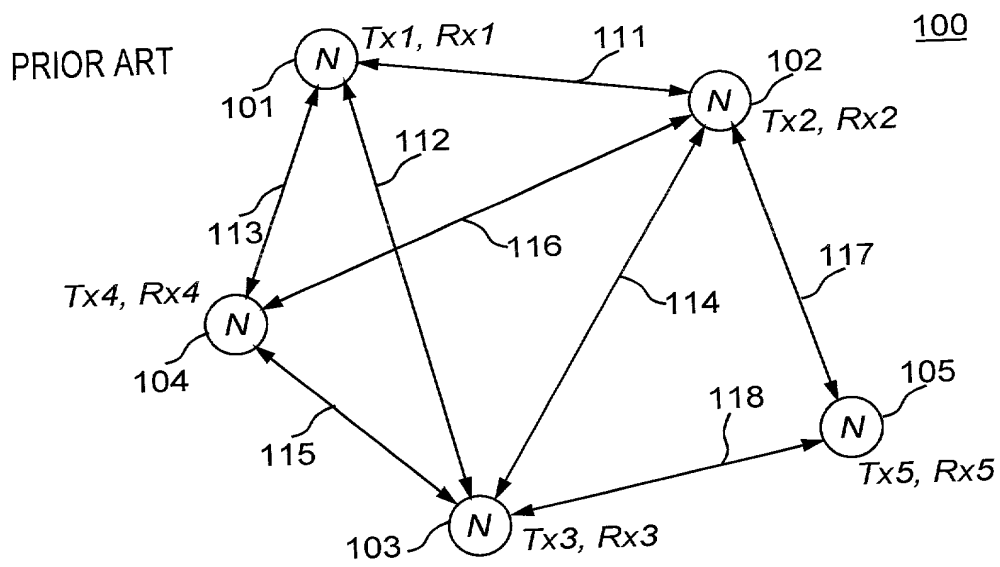 100
PRIOR ART
Tx1, Rx1
111
N
101
102
N
Tx2, Rx2
112
113
116
117
Tx4, Rx4
114
N
104
105
118
N
115
Tx5, Rx5
N
103
Tx3, Rx3